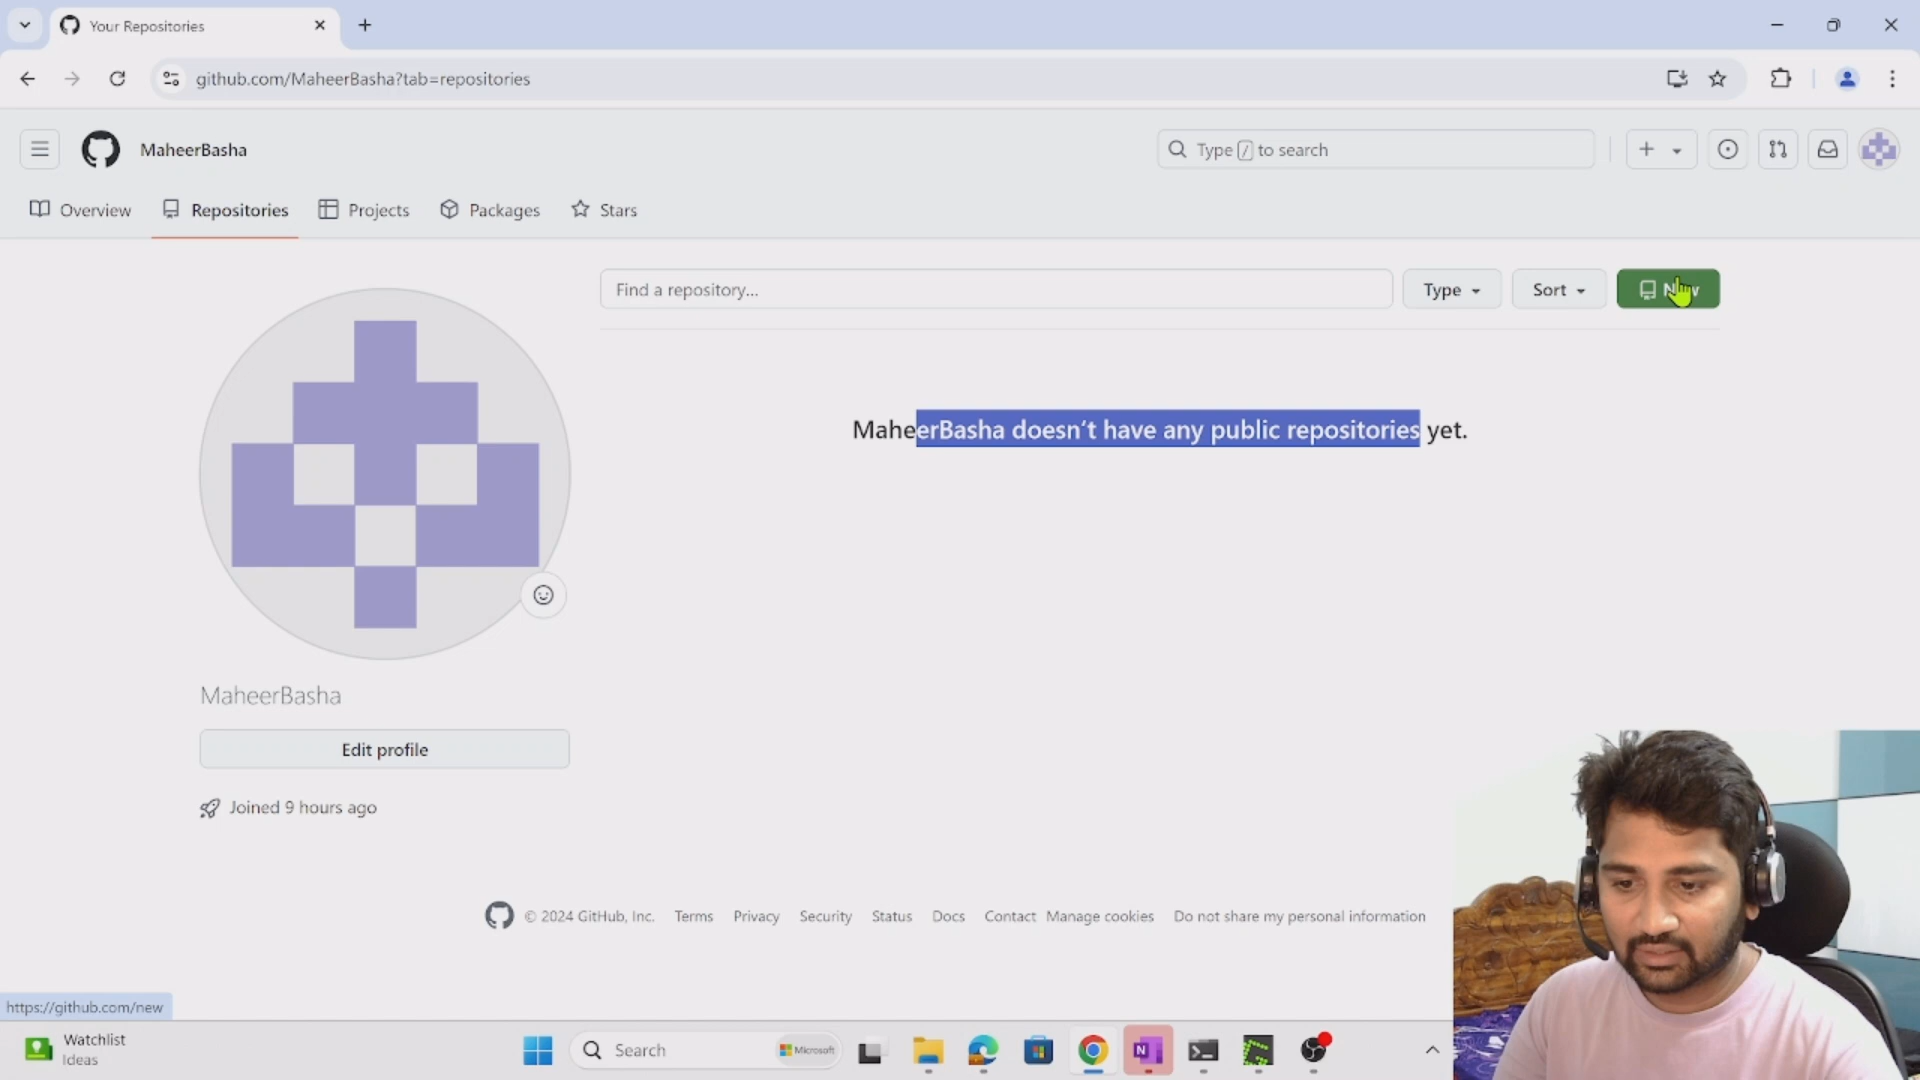 Your Repositories
github.com/MaheerBasha?tab=repositories
MaheerBasha
Type / to search
Overview
Repositories
Projects
Packages
Stars
Find a repository...
Type
Sort
MaheerBasha doesn't have any public repositories yet.
MaheerBasha
Edit profile
Joined 9 hours ago
© 2024 GitHub, Inc.
Terms
Privacy
Security
Status
Docs
Contact
Manage cookies
Do not share my personal information
https://github.com/new
Watchlist
Ideas
Search
Microsoft